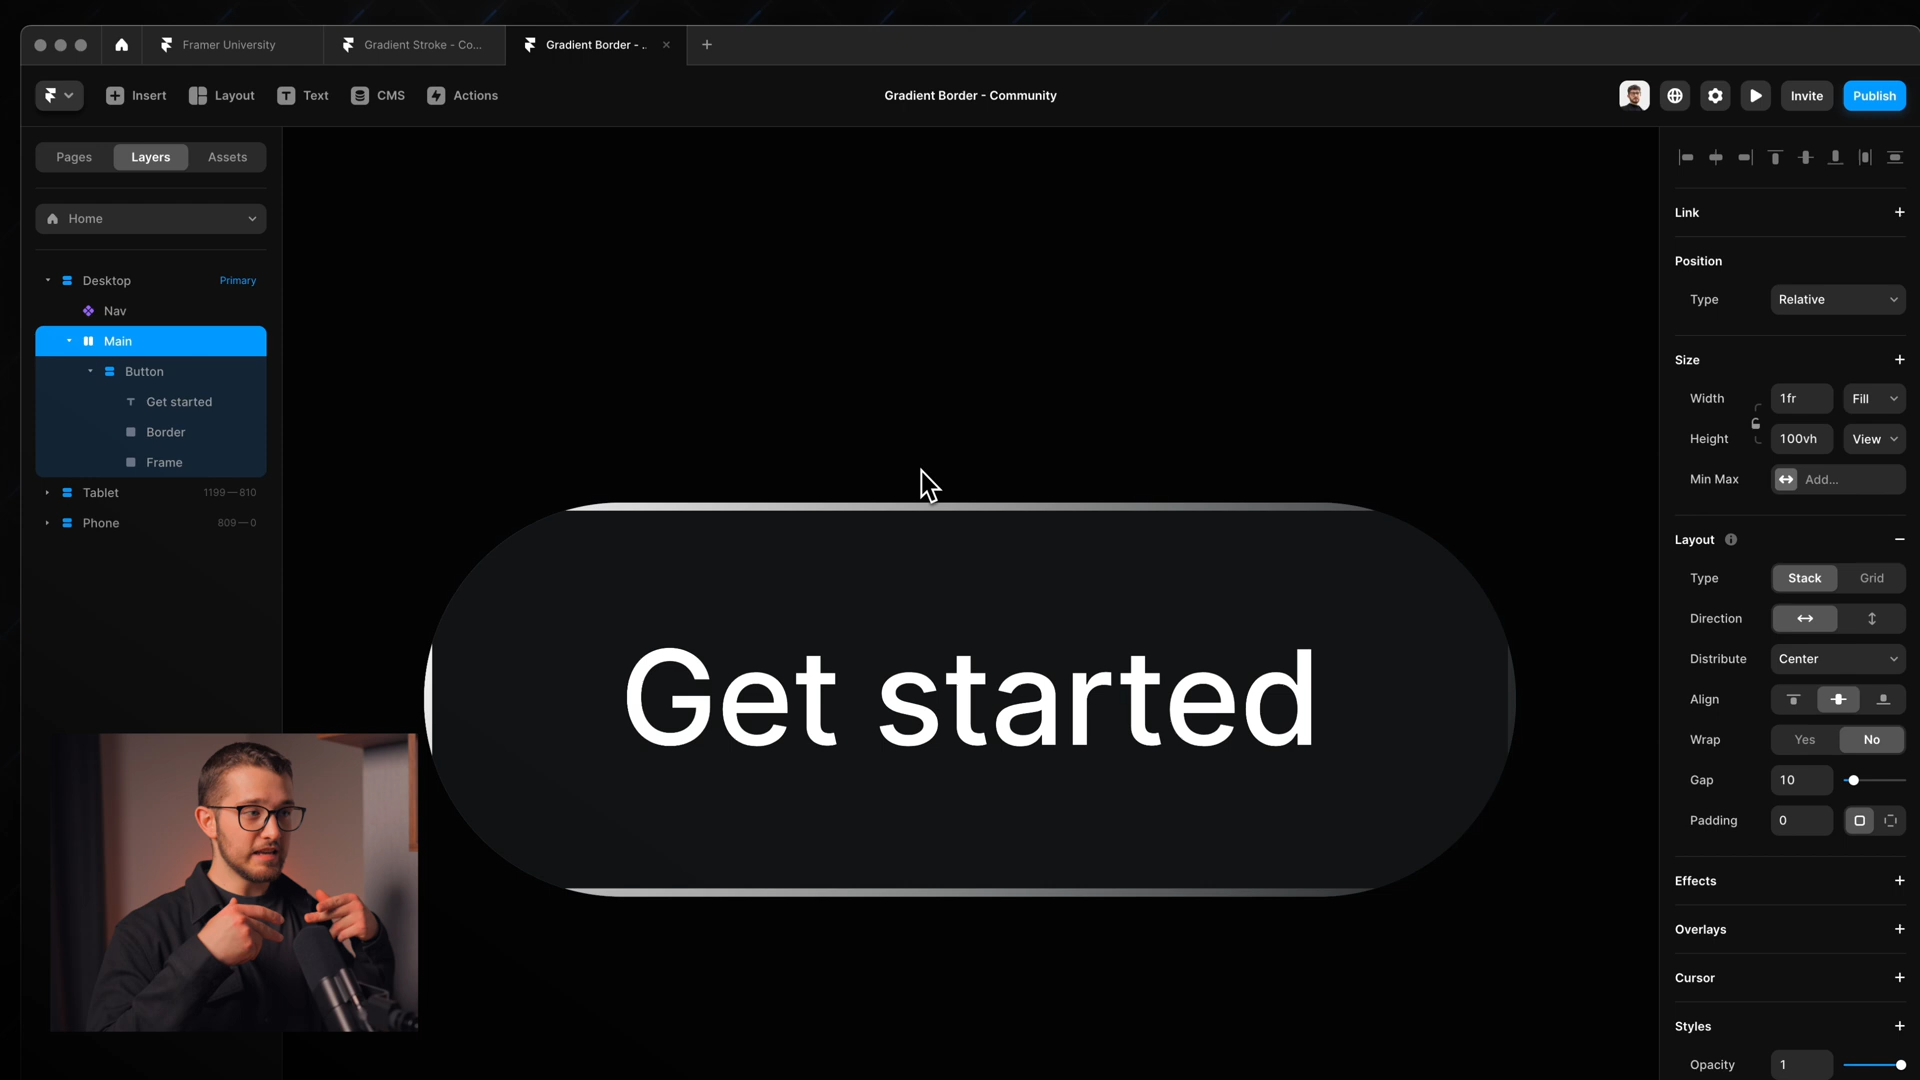 Framer University
Gradient Stroke - Co...
Gradient Border - ..
Insert
Layout
Text
CMS
Actions
Gradient Border - Community
Invite
Publish
Pages
Layers
Assets
Home
Desktop
Primary
Nav
Main
Button
Get started
Border
Frame
Tablet
1199—810
Phone
809—0
Get started
Link
Position
Type
Relative
Size
Width
1fr
Fill
Height
100vh
View
Min Max
Add...
Layout
Type
Stack
Grid
Direction
Distribute
Center
Align
Wrap
Yes
No
Gap
10
Padding
0
Effects
Overlays
Cursor
Styles
Opacity
1